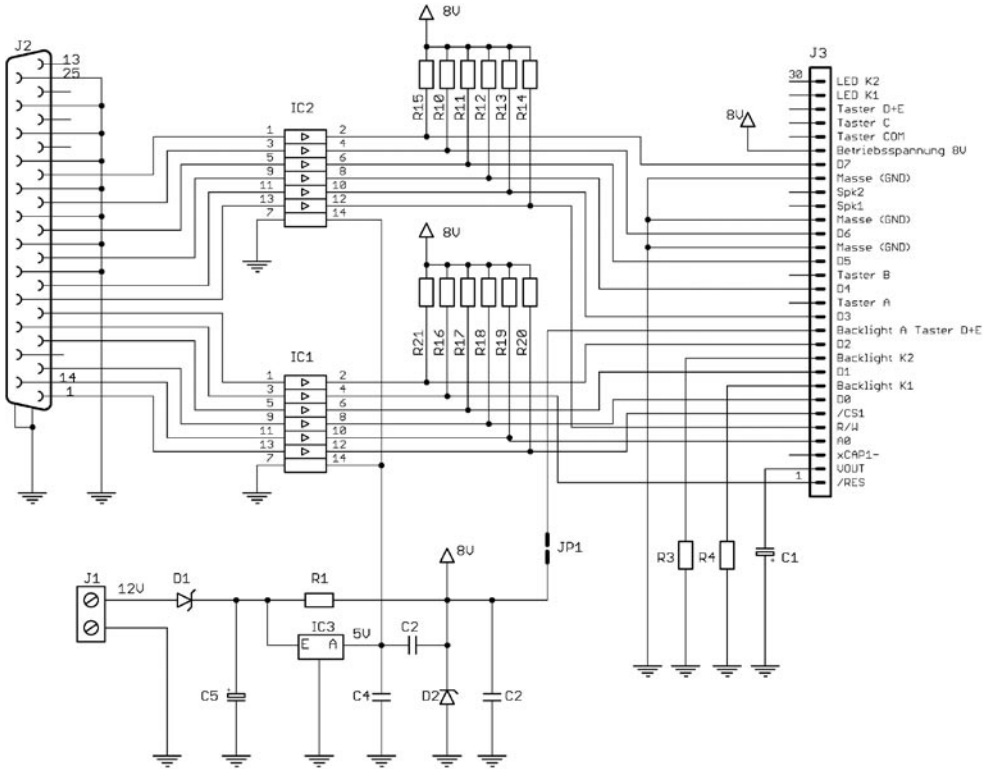 8V
J2
13
25
14
1
R15
R10
R11
R12
R13
R14
IC2
1
3
5
9
11
13
7
2
4
6
8
10
12
14
8V
R21
R16
R17
R18
R19
R20
IC1
1
3
5
9
11
13
7
2
4
6
8
10
12
14
J3
8V
30
1
LED K2
LED K1
Taster D+E
Taster C
Taster COM
Betriebsspannung 8V
D7
Masse (GND)
Spk2
Spk1
Masse (GND)
D6
Masse (GND)
D5
Taster B
D4
Taster A
D3
Backlight A Taster D+E
D2
Backlight K2
D1
Backlight K1
D0
/CS1
R/W
A0
xCAP1-
VOUT
/RES
JP1
R3
R4
C1
+
8V
J1
12V
D1
R1
IC3
E A
5V
C2
C5
+
C4
D2
C2